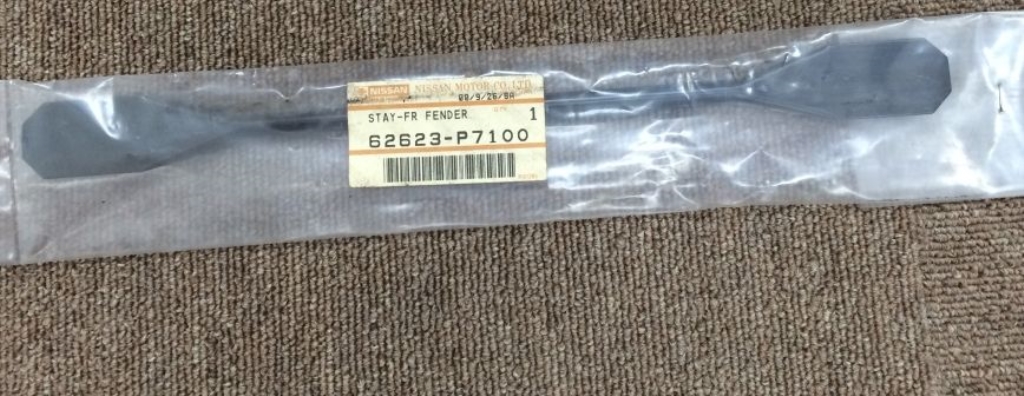 NISSAN NISSAN MOTOR CO.,LTD.
STAY-FR FENDER 1
62623-P7100